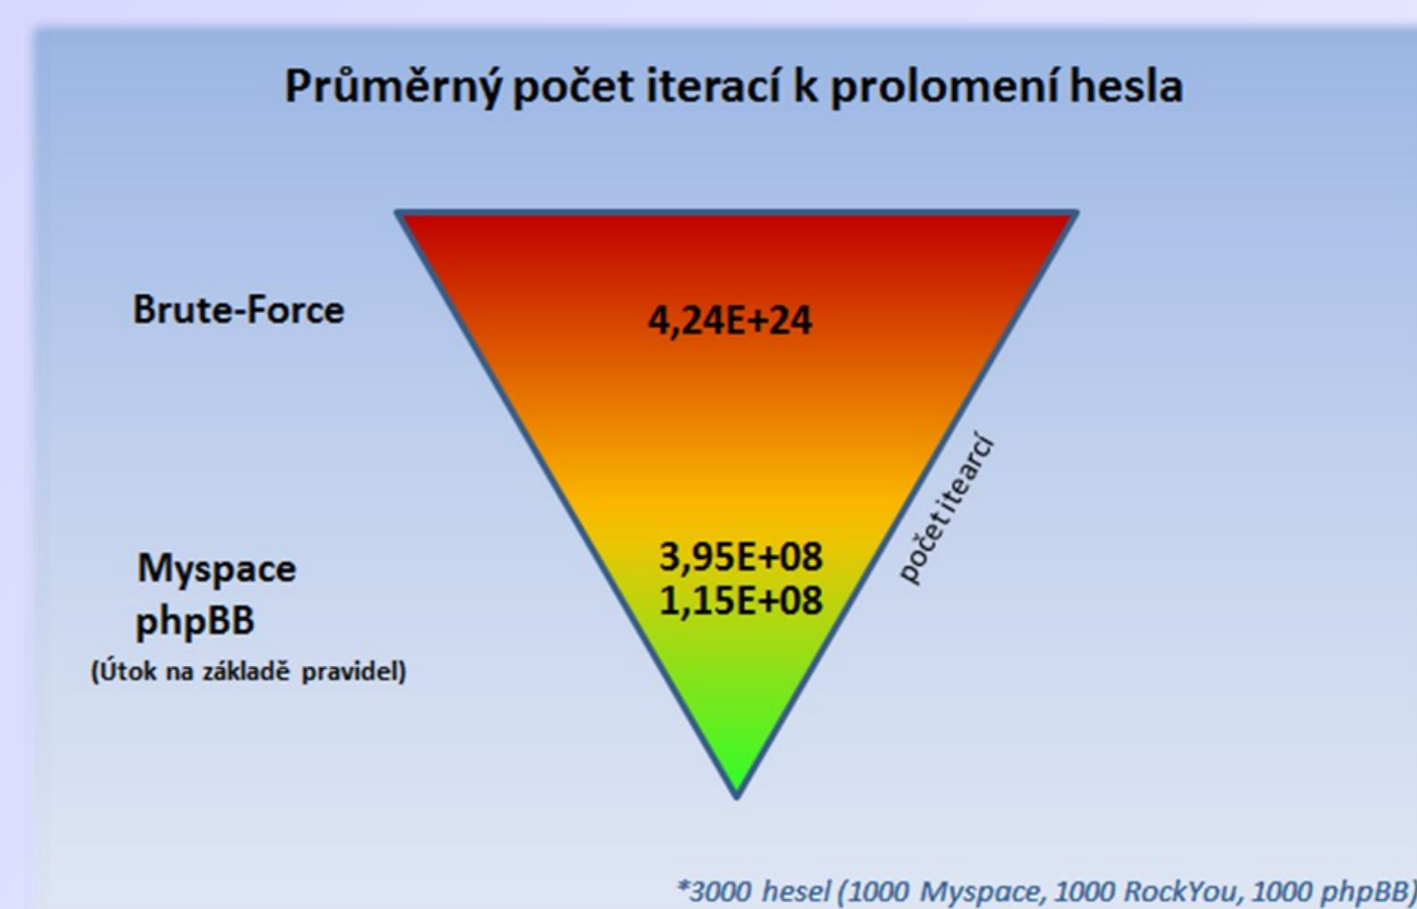 Průměrný počet iterací k prolomení hesla
Brute-Force
4,24E+24
počet itearcí
Myspace
3,95E+08
phpBB
1,15E+08
(Útok na základě pravidel)
*3000 hesel (1000 Myspace, 1000 RockYou, 1000 phpBB)